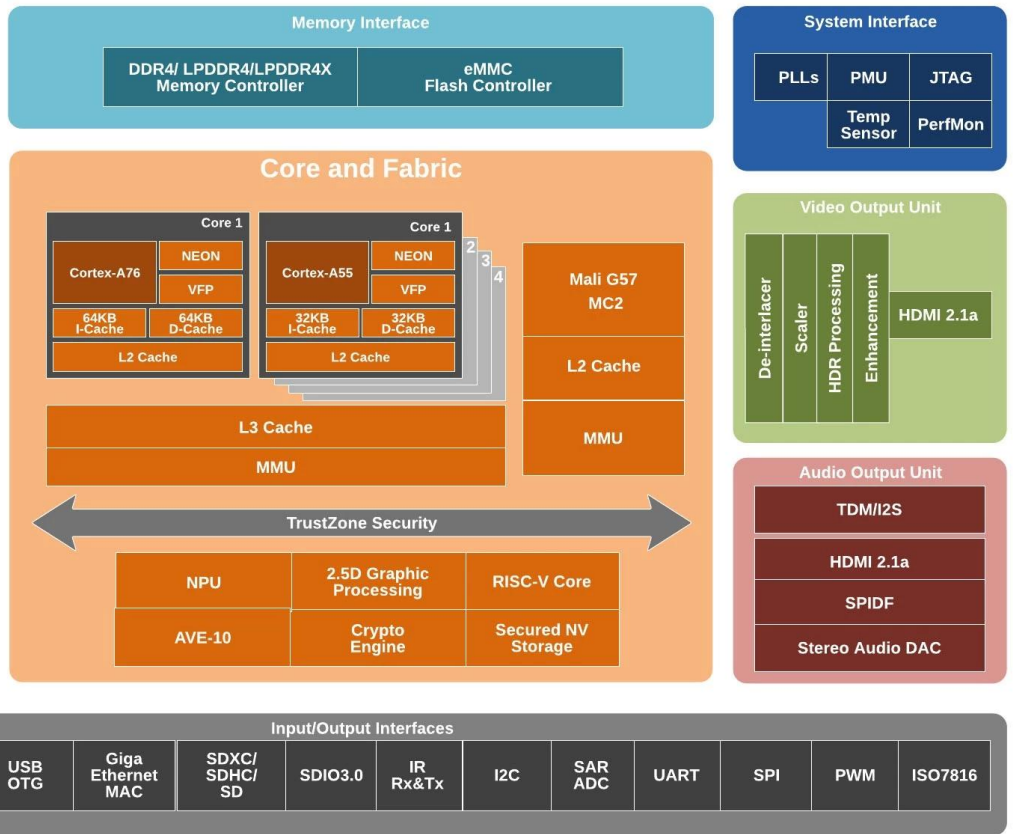 Memory Interface
DDR4/ LPDDR4/LPDDR4X
Memory Controller
eMMC
Flash Controller
System Interface
PLLs
PMU
JTAG
Temp
Sensor
PerfMon
Core and Fabric
Core 1
Cortex-A76
NEON
VFP
64KB
I-Cache
64KB
D-Cache
L2 Cache
Core 1
2
3
4
Cortex-A55
NEON
VFP
32KB
I-Cache
32KB
D-Cache
L2 Cache
Mali G57
MC2
L2 Cache
MMU
L3 Cache
MMU
TrustZone Security
NPU
2.5D Graphic
Processing
RISC-V Core
AVE-10
Crypto
Engine
Secured NV
Storage
Video Output Unit
De-interlacer
Scaler
HDR Processing
Enhancement
HDMI 2.1a
Audio Output Unit
TDM/I2S
HDMI 2.1a
SPIDF
Stereo Audio DAC
Input/Output Interfaces
USB
OTG
Giga
Ethernet
MAC
SDXC/
SDHC/
SD
SDIO3.0
IR
Rx&Tx
I2C
SAR
ADC
UART
SPI
PWM
ISO7816